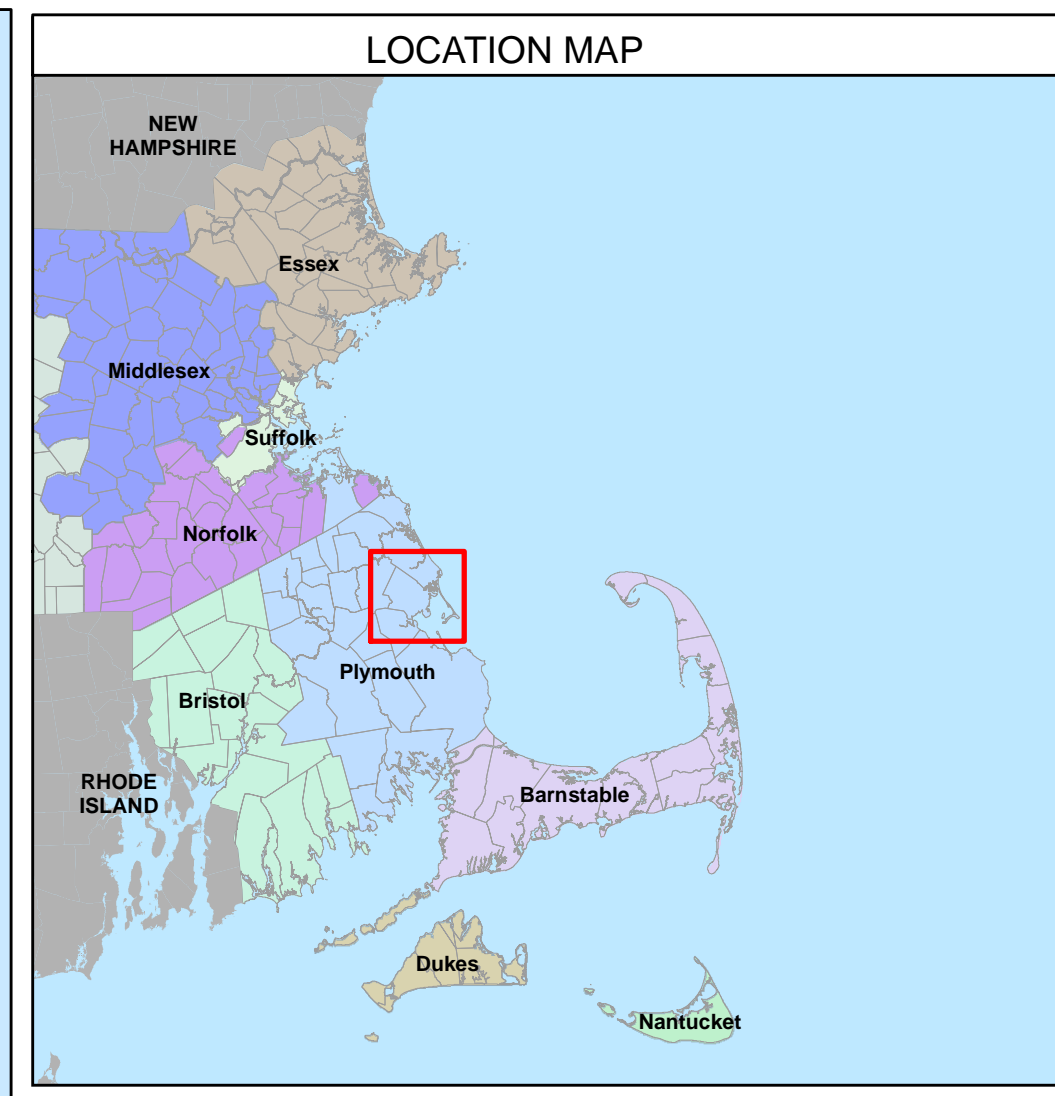 LOCATION MAP
NEW
HAMPSHIRE
Essex
Middlesex
Suffolk
Norfolk
Plymouth
Bristol
RHODE
ISLAND
Barnstable
Dukes
Nantucket